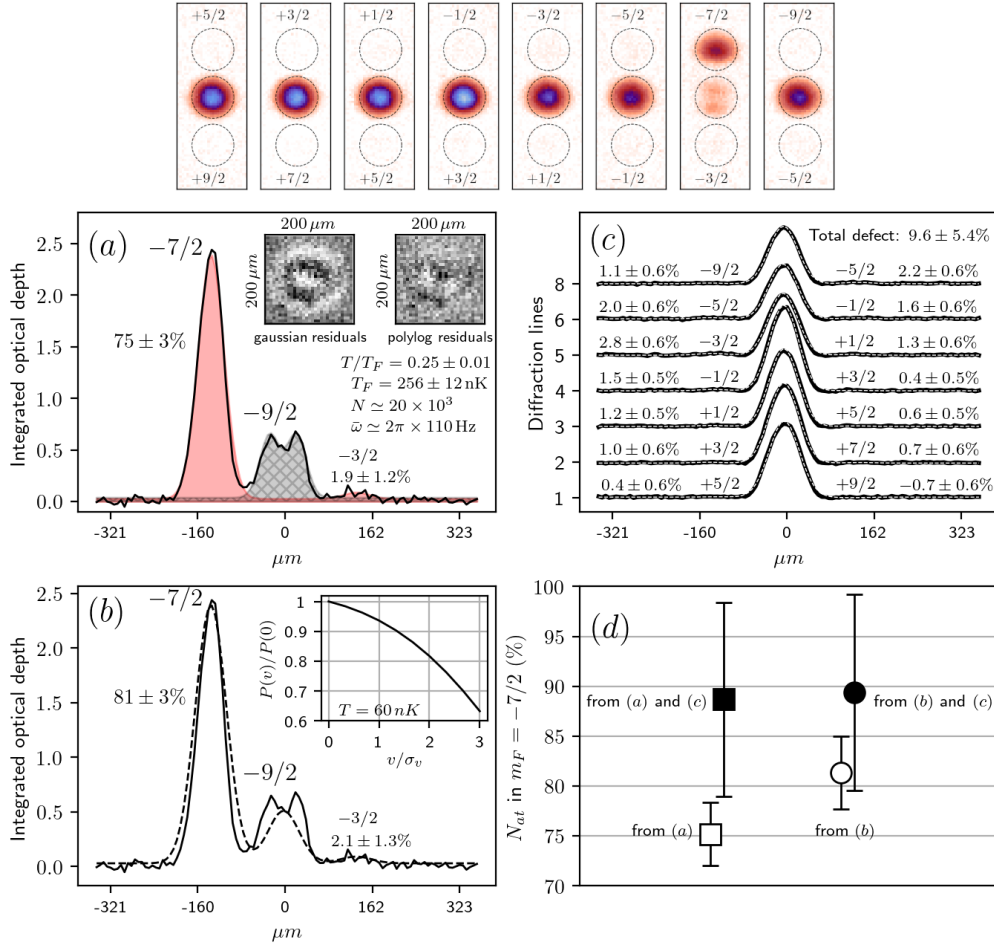 +5/2 +3/2 +1/2 −1/2 −3/2 −5/2 −7/2 −9/2
+9/2 +7/2 +5/2 +3/2 +1/2 −1/2 −3/2 −5/2
(a)
−7/2
200 μm 200 μm
200 μm 200 μm
gaussian residuals polylog residuals
75 ± 3%
T/T_F = 0.25 ± 0.01
T_F = 256 ± 12 nK
N ≃ 20 × 10³
ω̄ ≃ 2π × 110 Hz
−9/2
−3/2
1.9 ± 1.2%
Integrated optical depth
2.5
2.0
1.5
1.0
0.5
0.0
-321 -160 0 162 323
μm
(c)
Total defect: 9.6 ± 5.4%
Diffraction lines
8 1.1 ± 0.6% −9/2 −5/2 2.2 ± 0.6%
6 2.0 ± 0.6% −5/2 −1/2 1.6 ± 0.6%
5 2.8 ± 0.6% −3/2 +1/2 1.3 ± 0.6%
4 1.5 ± 0.5% −1/2 +3/2 0.4 ± 0.5%
3 1.2 ± 0.5% +1/2 +5/2 0.6 ± 0.5%
2 1.0 ± 0.6% +3/2 +7/2 0.7 ± 0.6%
1 0.4 ± 0.6% +5/2 +9/2 −0.7 ± 0.6%
-321 -160 0 162 323
μm
(b)
−7/2
81 ± 3%
−9/2
−3/2
2.1 ± 1.3%
P(v)/P(0)
1
0.9
0.8
0.7
0.6
T = 60 nK
0 1 2 3
v/σ_v
Integrated optical depth
2.5
2.0
1.5
1.0
0.5
0.0
-321 -160 0 162 323
μm
(d)
N_at in m_F = −7/2 (%)
100
95
90
85
80
75
70
from (a) and (c)
from (b) and (c)
from (a)
from (b)